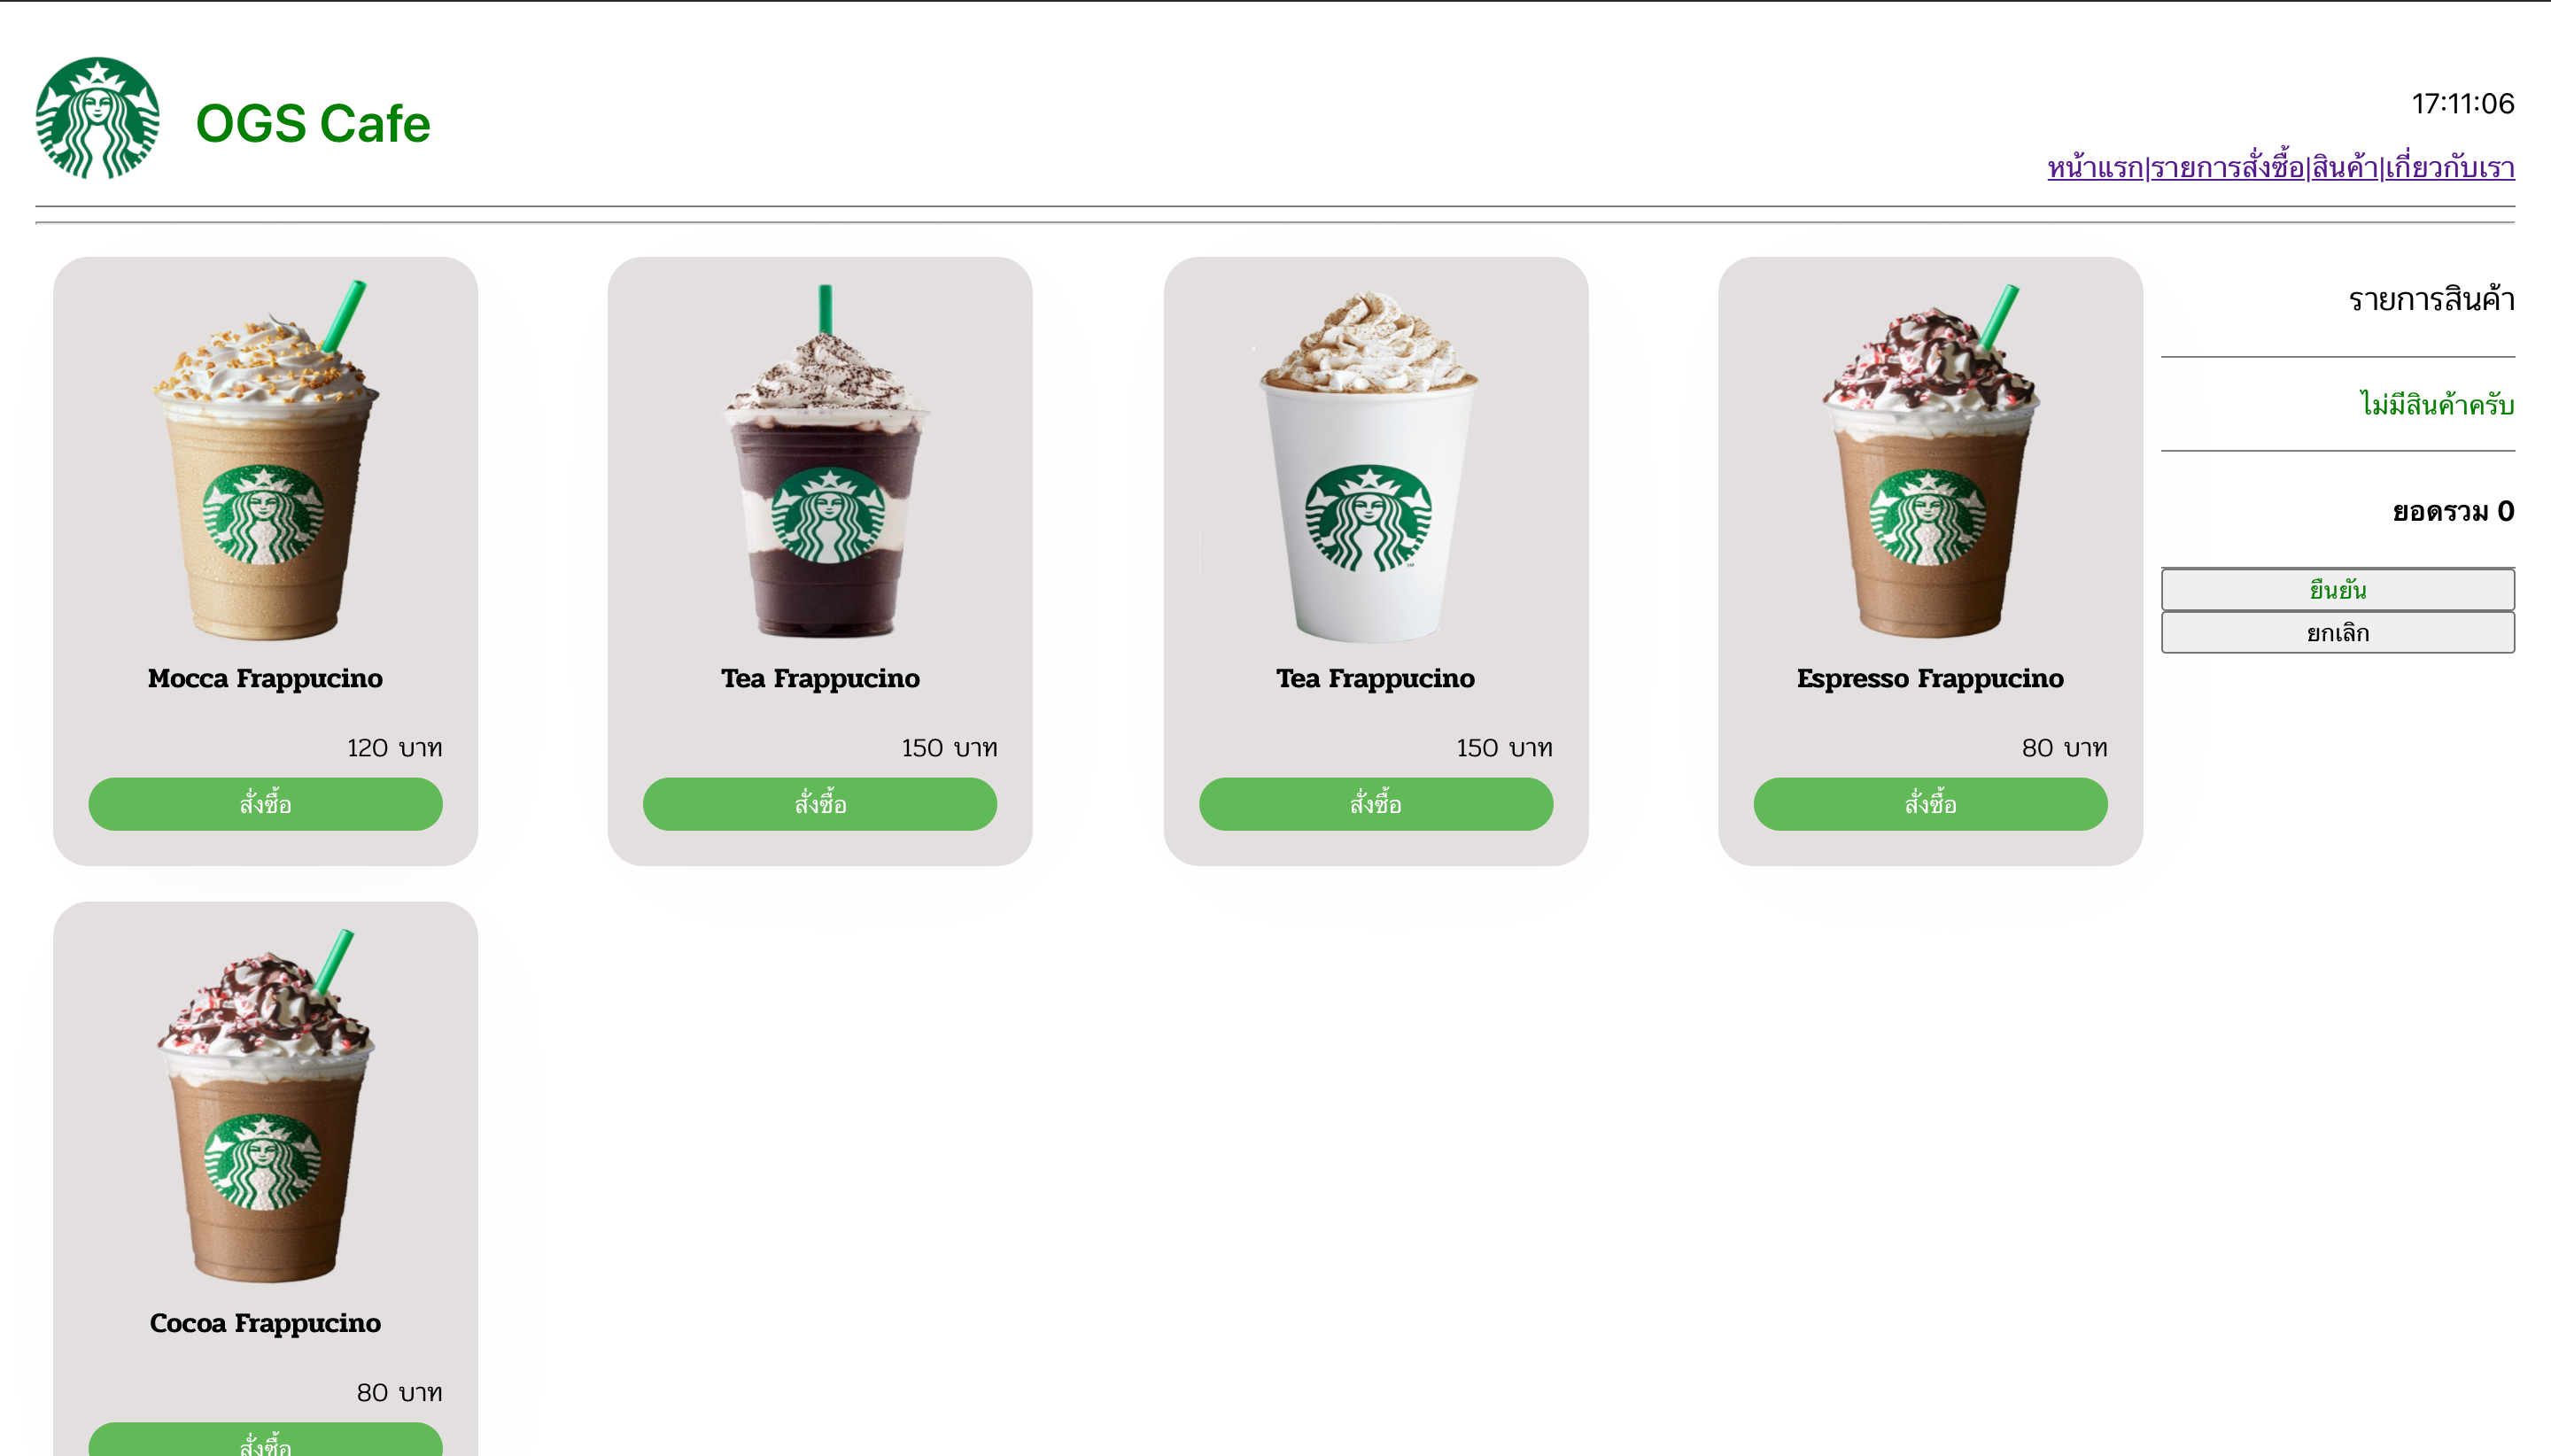 OGS Cafe
17:11:06
หน้าแรก|รายการสั่งซื้อ|สินค้า|เกี่ยวกับเรา
Mocca Frappucino
120 บาท
สั่งซื้อ
Tea Frappucino
150 บาท
สั่งซื้อ
Tea Frappucino
150 บาท
สั่งซื้อ
Espresso Frappucino
80 บาท
สั่งซื้อ
รายการสินค้า
ไม่มีสินค้าครับ
ยอดรวม 0
ยืนยัน
ยกเลิก
Cocoa Frappucino
80 บาท
สั่งซื้อ